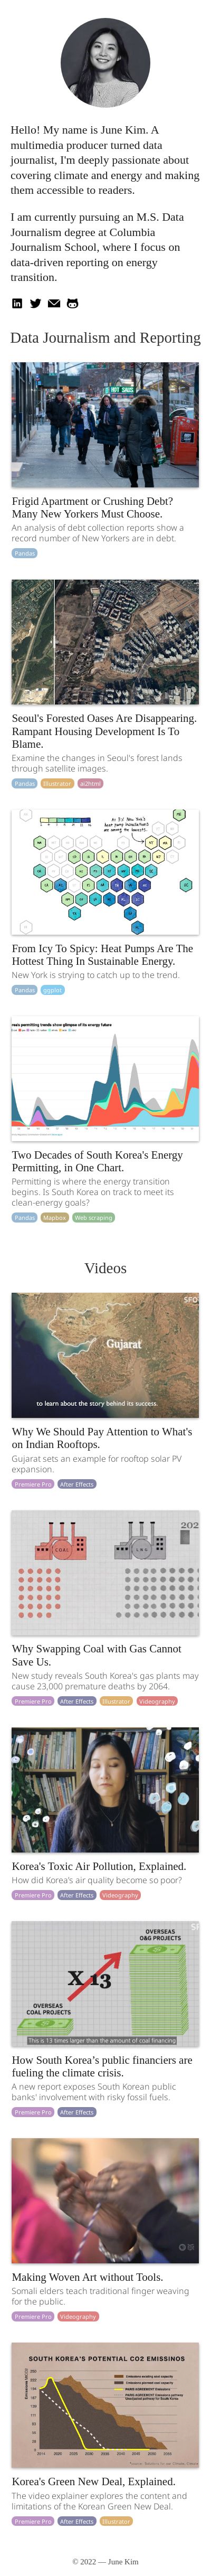 Hello! My name is June Kim. A
multimedia producer turned data
journalist, I'm deeply passionate about
covering climate and energy and making
them accessible to readers.
I am currently pursuing an M.S. Data
Journalism degree at Columbia
Journalism School, where I focus on
data-driven reporting on energy
transition.
Data Journalism and Reporting
HOT SUBS
Frigid Apartment or Crushing Debt?
Many New Yorkers Must Choose.
An analysis of debt collection reports show a
record number of New Yorkers are in debt.
Pandas
Seoul's Forested Oases Are Disappearing.
Rampant Housing Development Is To
Blame.
Examine the changes in Seoul's forest lands
through satellite images.
Pandas Illustrator ai2html
From Icy To Spicy: Heat Pumps Are The
Hottest Thing In Sustainable Energy.
New York is strying to catch up to the trend.
Pandas ggplot
Two Decades of South Korea's Energy
Permitting, in One Chart.
Permitting is where the energy transition
begins. Is South Korea on track to meet its
clean-energy goals?
Pandas Mapbox Web scraping
Videos
SFO
Gujarat
to learn about the story behind its success.
Why We Should Pay Attention to What's
on Indian Rooftops.
Gujarat sets an example for rooftop solar PV
expansion.
Premiere Pro After Effects
202
COAL
LNG
Why Swapping Coal with Gas Cannot
Save Us.
New study reveals South Korea's gas plants may
cause 23,000 premature deaths by 2064.
Premiere Pro After Effects Illustrator Videography
Korea's Toxic Air Pollution, Explained.
How did Korea's air quality become so poor?
Premiere Pro After Effects Videography
OVERSEAS
O&G PROJECTS
X 13
OVERSEAS
COAL PROJECTS
This is 13 times larger than the amount of coal financing
How South Korea’s public financiers are
fueling the climate crisis.
A new report exposes South Korean public
banks' involvement with risky fossil fuels.
Premiere Pro After Effects
Making Woven Art without Tools.
Somali elders teach traditional finger weaving
for the public.
Premiere Pro Videography
SOUTH KOREA'S POTENTIAL CO2 EMISSINOS
Korea's Green New Deal, Explained.
The video explainer explores the content and
limitations of the Korean Green New Deal.
Premiere Pro After Effects Illustrator
© 2022 — June Kim